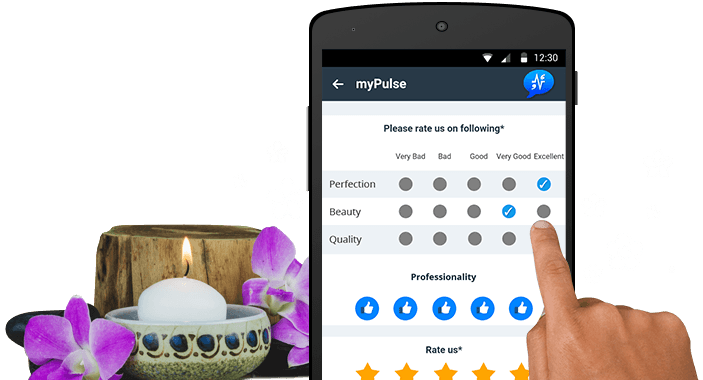 12:30
myPulse
Please rate us on following*
Very Bad Bad Good Very Good Excellent
Perfection
Beauty
Quality
Professionality
Rate us*